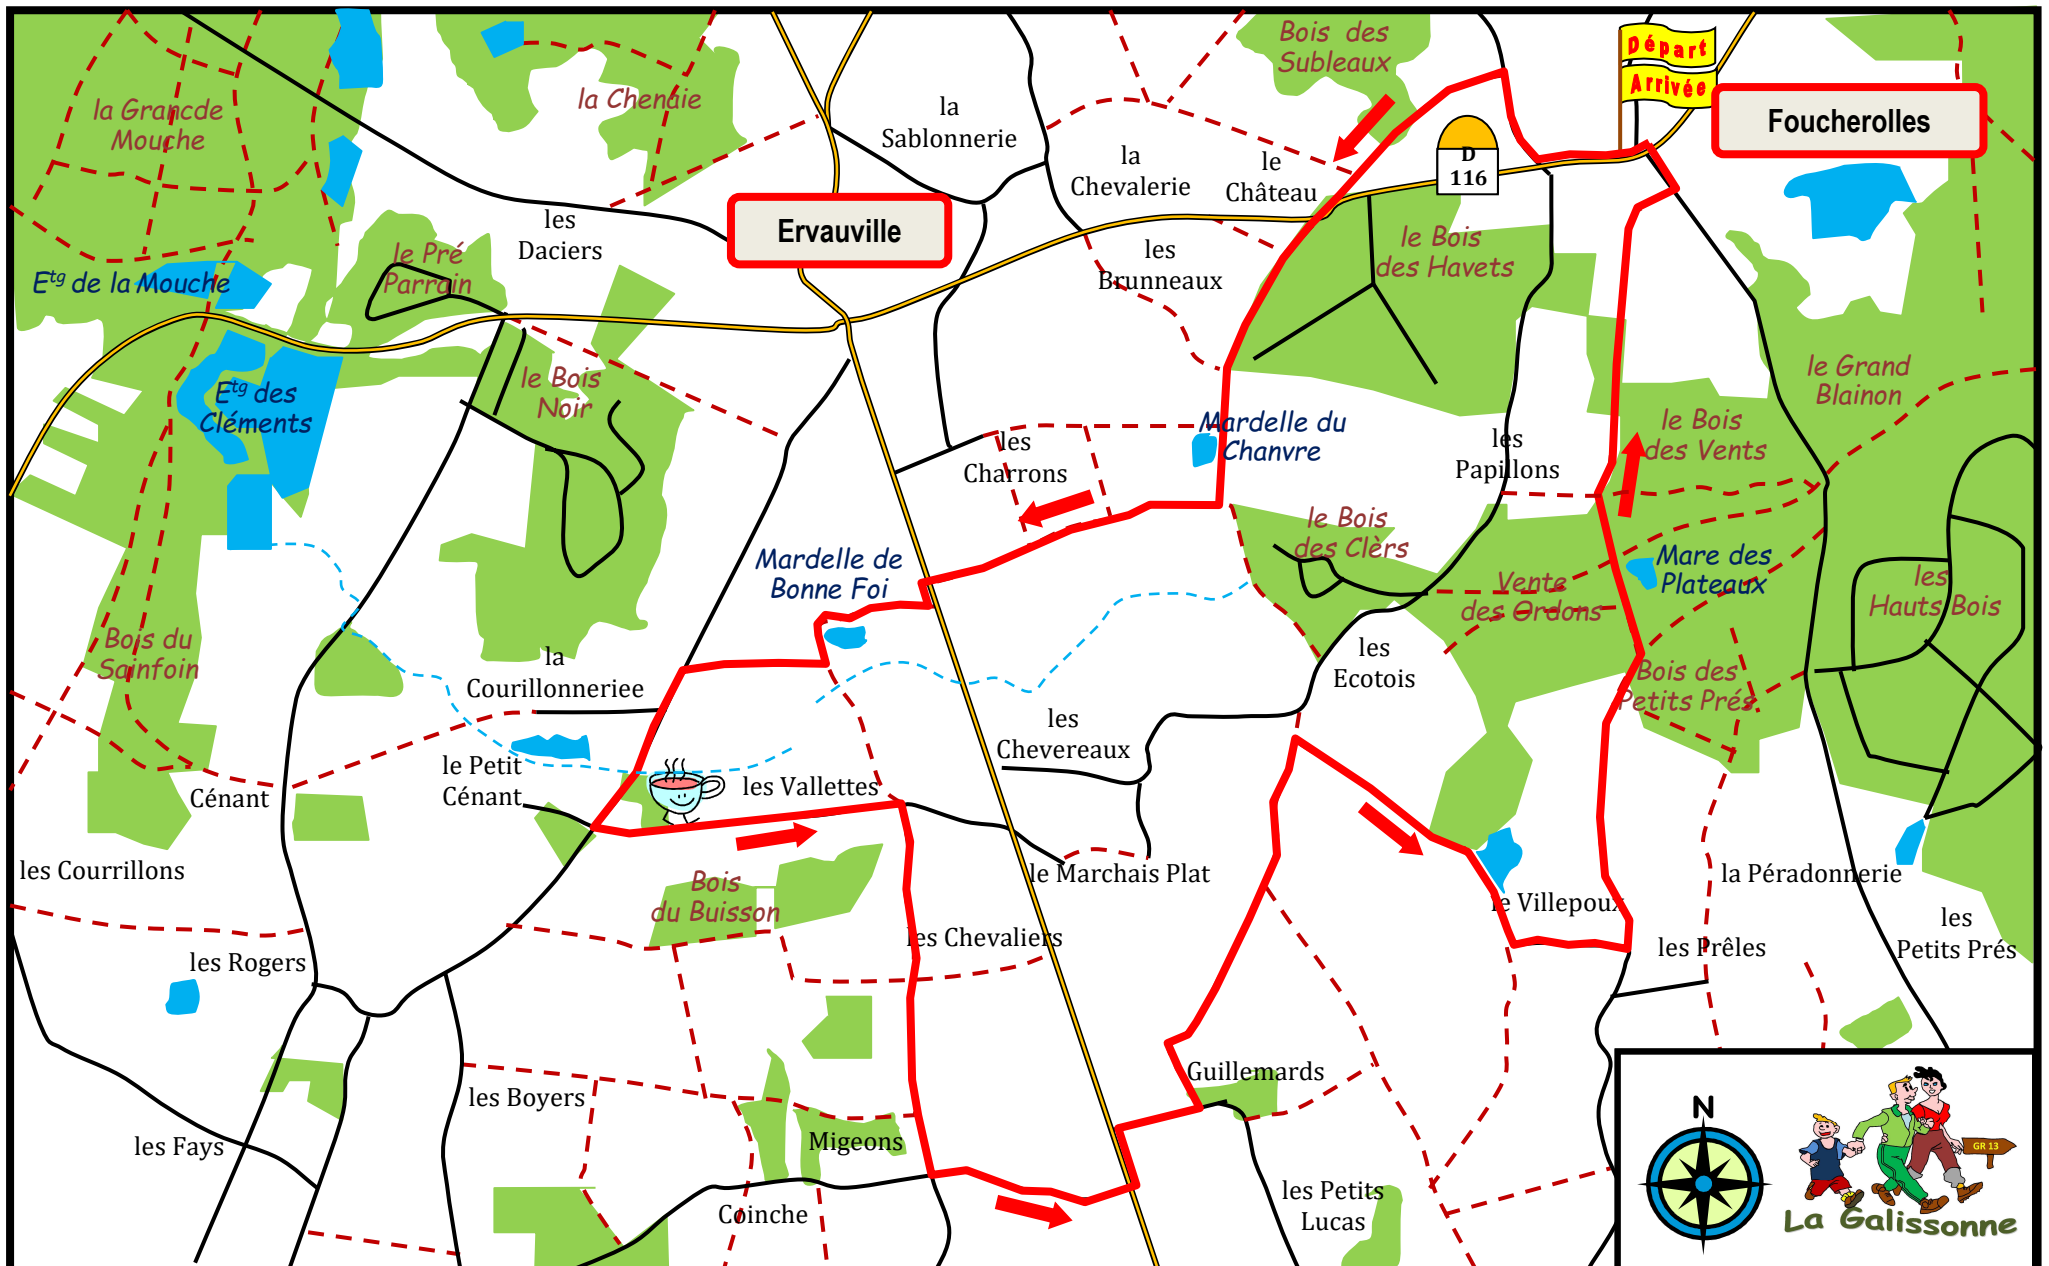 Départ
Arrivée
Foucherolles
Bois des
Subleaux
la Chenaie
la Grancde
Mouche
la
Sablonnerie
D
116
la
Chevalerie
le
Château
Ervauville
les
Daciers
le Pré
Parrain
Etg de la Mouche
les
Brunneaux
le Bois
des Havets
le Grand
Blainon
le Bois
Noir
Etg des
Cléments
Mardelle du
Chanvre
le Bois
des Vents
les
Charrons
les
Papillons
le Bois
des Clèrs
Mardelle de
Bonne Foi
Vente
des Ordons
Mare des
Plateaux
les
Hauts Bois
Bois du
Sainfoin
la
Courillonneriee
les
Ecotois
Bois des
Petits Prés
les
Chevereaux
le Petit
Cénant
les Vallettes
Cénant
les Courrillons
Bois
du Buisson
le Marchais Plat
la Péradonnerie
le Villepoux
les Chevaliers
les Prêles
les
Petits Prés
les Rogers
Guillemards
les Boyers
Migeons
les Fays
les Petits
Lucas
Coinche
N
GR 13
La Galissonne